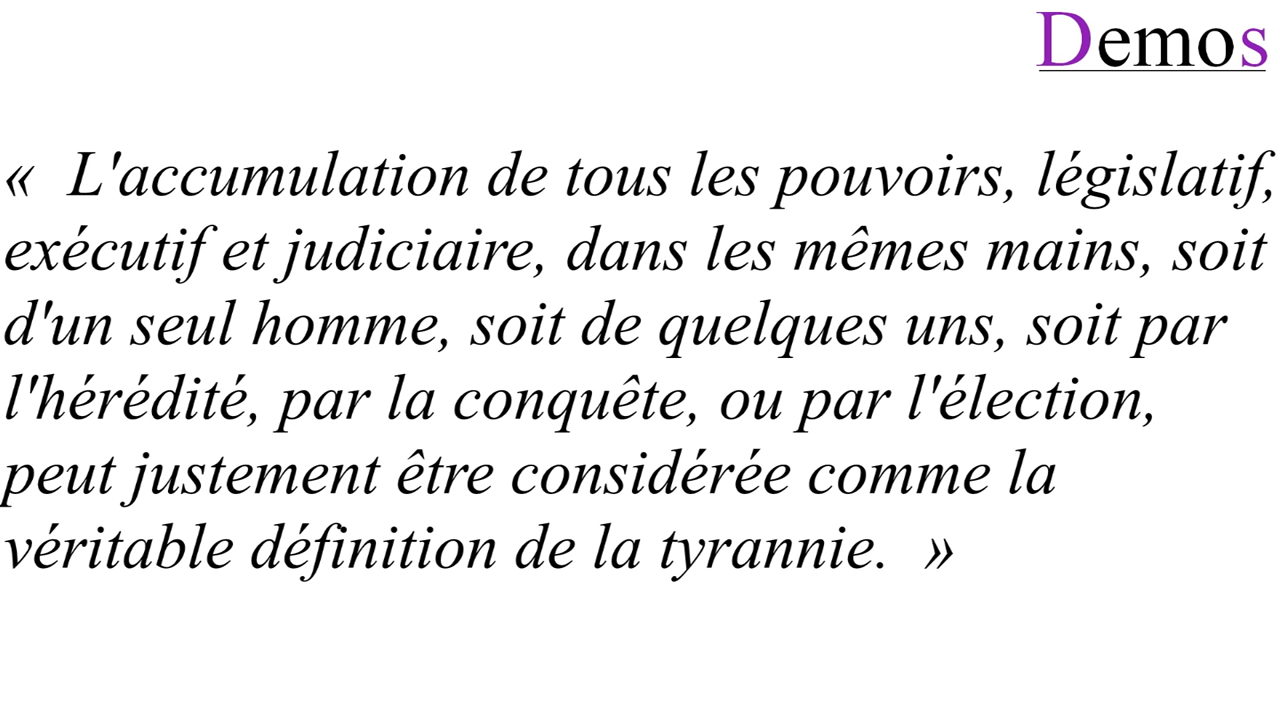 Demos
«  L'accumulation de tous les pouvoirs, législatif,
exécutif et judiciaire, dans les mêmes mains, soit
d'un seul homme, soit de quelques uns, soit par
l'hérédité, par la conquête, ou par l'élection,
peut justement être considérée comme la
véritable définition de la tyrannie.  »